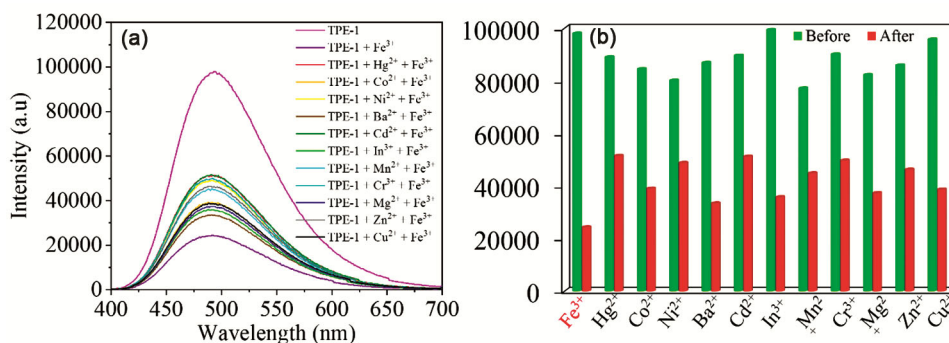 (a)
120000
100000
80000
60000
40000
20000
0
Intensity (a.u)
400 450 500 550 600 650 700
Wavelength (nm)
TPE-1
TPE-1 + Fe³⁺
TPE-1 + Hg²⁺ + Fe³⁺
TPE-1 + Co²⁺ + Fe³⁺
TPE-1 + Ni²⁺ + Fe³⁺
TPE-1 + Ba²⁺ + Fe³⁺
TPE-1 + Cd²⁺ + Fe³⁺
TPE-1 + In³⁺ + Fe³⁺
TPE-1 + Mn²⁺ + Fe³⁺
TPE-1 + Cr³⁺ + Fe³⁺
TPE-1 + Mg²⁺ + Fe³⁺
TPE-1 + Zn²⁺ + Fe³⁺
TPE-1 + Cu²⁺ + Fe³⁺
(b)
Before After
100000
80000
60000
40000
20000
0
Fe³⁺ Hg²⁺ Co²⁺ Ni²⁺ Ba²⁺ Cd²⁺ In³⁺ Mn²₊ Cr³⁺ Mg²₊ Zn²⁺ Cu²⁺